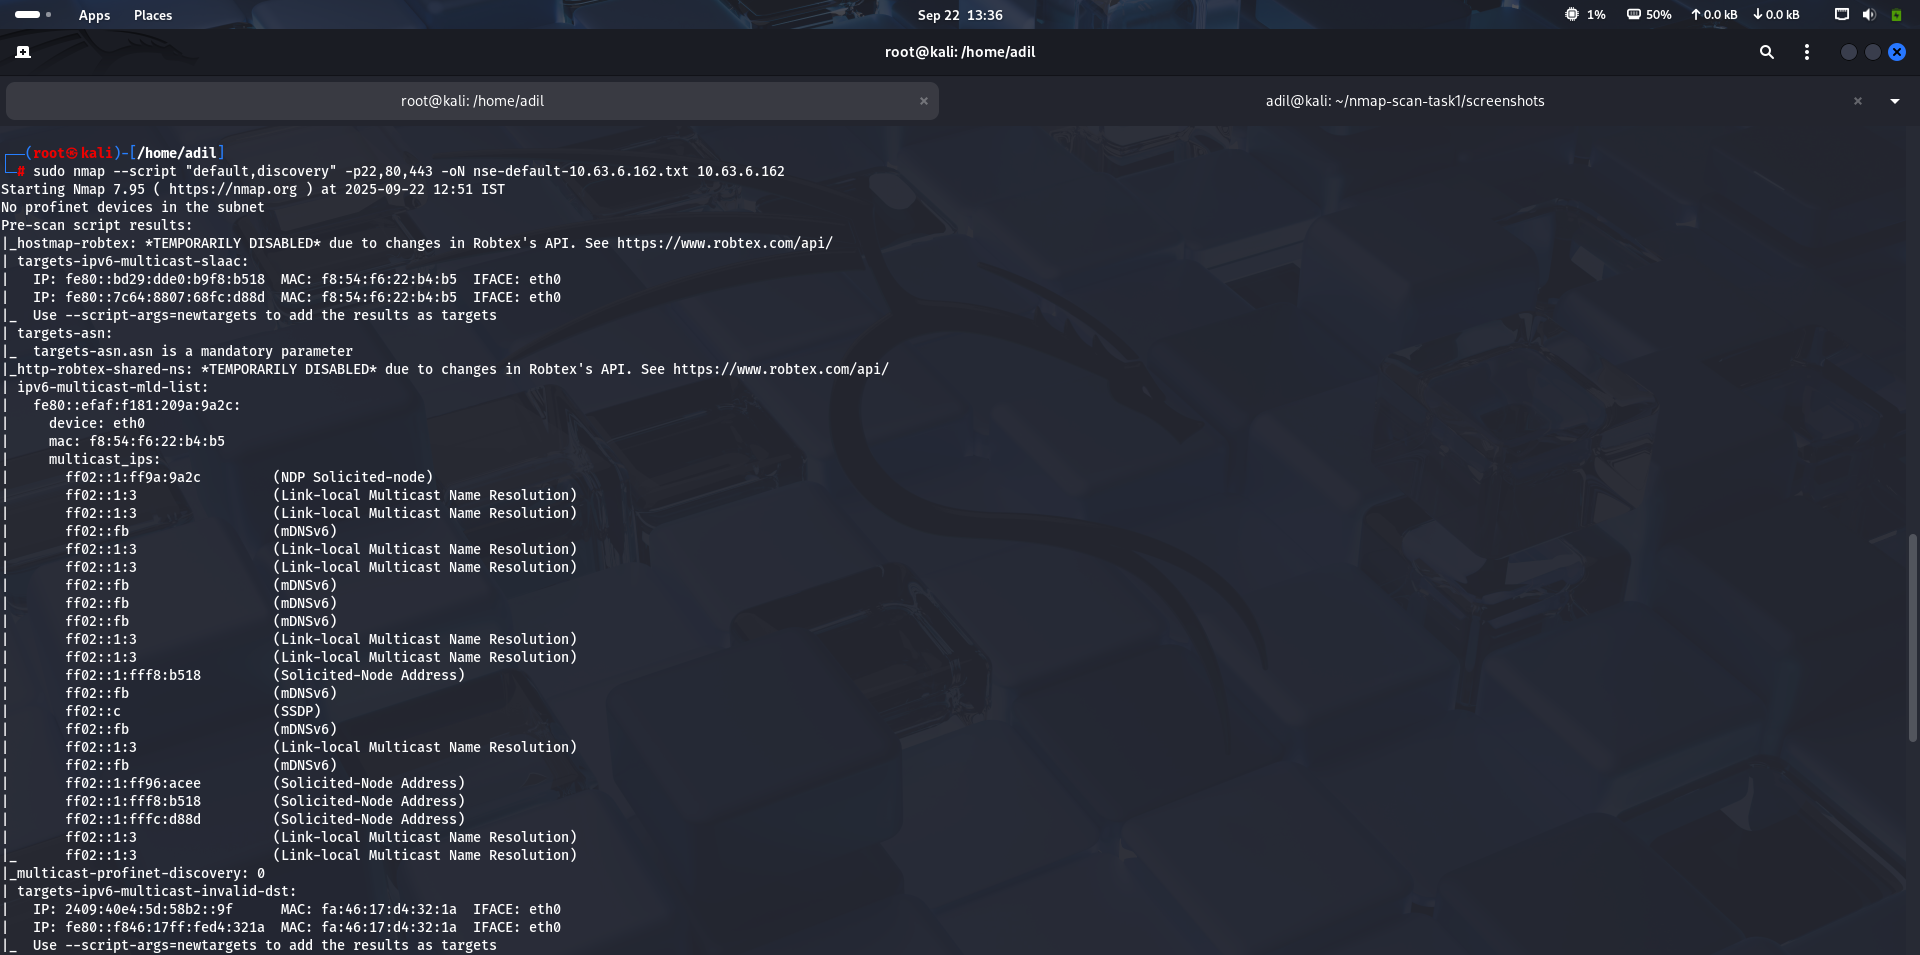 Apps Places Sep 22 13:36 1% 50% 0.0 kB 0.0 kB
root@kali: /home/adil
root@kali: /home/adil × adil@kali: ~/nmap-scan-task1/screenshots ×
┌──(root㉿kali)-[/home/adil]
└─# sudo nmap --script "default,discovery" -p22,80,443 -oN nse-default-10.63.6.162.txt 10.63.6.162
Starting Nmap 7.95 ( https://nmap.org ) at 2025-09-22 12:51 IST
No profinet devices in the subnet
Pre-scan script results:
|_hostmap-robtex: *TEMPORARILY DISABLED* due to changes in Robtex's API. See https://www.robtex.com/api/
| targets-ipv6-multicast-slaac:
|   IP: fe80::bd29:dde0:b9f8:b518  MAC: f8:54:f6:22:b4:b5  IFACE: eth0
|   IP: fe80::7c64:8807:68fc:d88d  MAC: f8:54:f6:22:b4:b5  IFACE: eth0
|_  Use --script-args=newtargets to add the results as targets
| targets-asn:
|_  targets-asn.asn is a mandatory parameter
|_http-robtex-shared-ns: *TEMPORARILY DISABLED* due to changes in Robtex's API. See https://www.robtex.com/api/
| ipv6-multicast-mld-list:
|   fe80::efaf:f181:209a:9a2c:
|     device: eth0
|     mac: f8:54:f6:22:b4:b5
|     multicast_ips:
|       ff02::1:ff9a:9a2c         (NDP Solicited-node)
|       ff02::1:3                 (Link-local Multicast Name Resolution)
|       ff02::1:3                 (Link-local Multicast Name Resolution)
|       ff02::fb                  (mDNSv6)
|       ff02::1:3                 (Link-local Multicast Name Resolution)
|       ff02::1:3                 (Link-local Multicast Name Resolution)
|       ff02::fb                  (mDNSv6)
|       ff02::fb                  (mDNSv6)
|       ff02::fb                  (mDNSv6)
|       ff02::1:3                 (Link-local Multicast Name Resolution)
|       ff02::1:3                 (Link-local Multicast Name Resolution)
|       ff02::1:fff8:b518         (Solicited-Node Address)
|       ff02::fb                  (mDNSv6)
|       ff02::c                   (SSDP)
|       ff02::fb                  (mDNSv6)
|       ff02::1:3                 (Link-local Multicast Name Resolution)
|       ff02::fb                  (mDNSv6)
|       ff02::1:ff96:acee         (Solicited-Node Address)
|       ff02::1:fff8:b518         (Solicited-Node Address)
|       ff02::1:fffc:d88d         (Solicited-Node Address)
|       ff02::1:3                 (Link-local Multicast Name Resolution)
|_      ff02::1:3                 (Link-local Multicast Name Resolution)
|_multicast-profinet-discovery: 0
| targets-ipv6-multicast-invalid-dst:
|   IP: 2409:40e4:5d:58b2::9f      MAC: fa:46:17:d4:32:1a  IFACE: eth0
|   IP: fe80::f846:17ff:fed4:321a  MAC: fa:46:17:d4:32:1a  IFACE: eth0
|_  Use --script-args=newtargets to add the results as targets